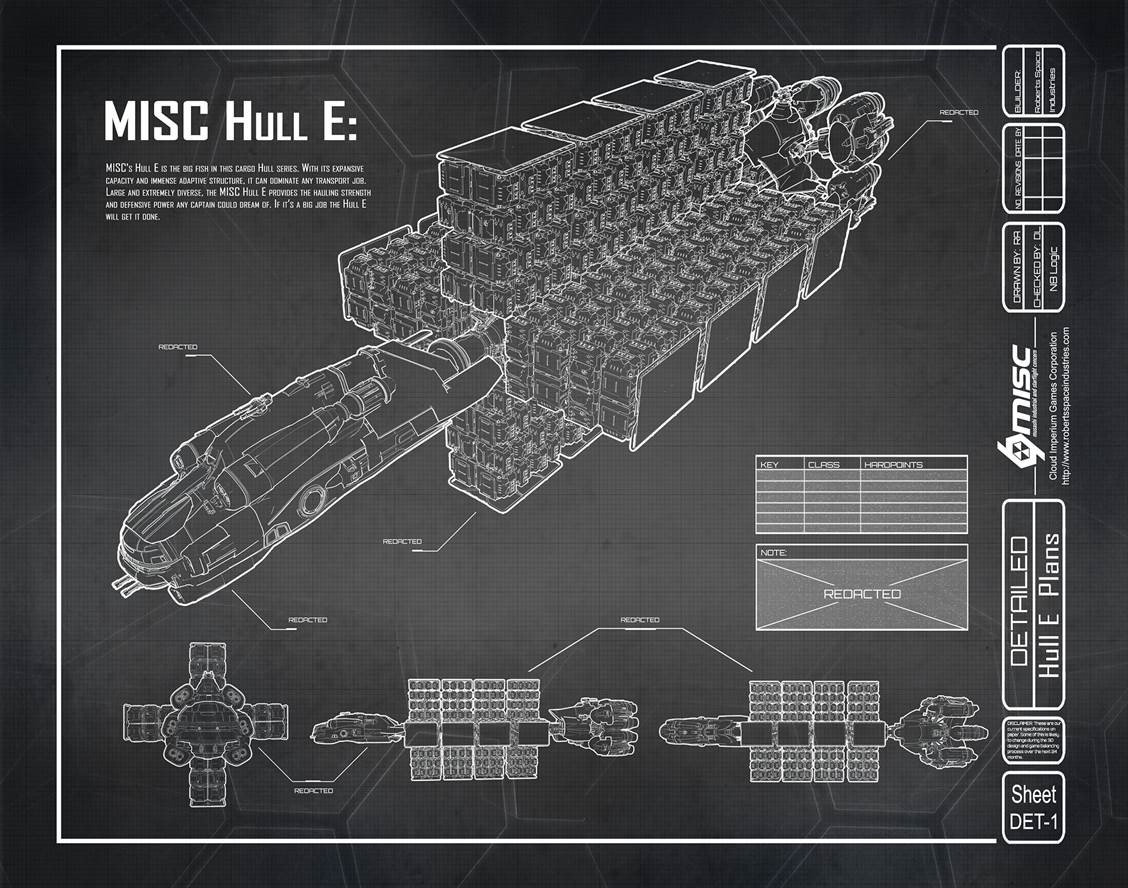 MISC Hull E:
MISC's Hull E is the big fish in this cargo Hull series. With its expansive
capacity and immense adaptive structure, it can dominate any transport job.
Large and extremely diverse, the MISC Hull E provides the hauling strength
and defensive power any captain could dream of. If it's a big job the Hull E
will get it done.
REDACTED
REDACTED
REDACTED
REDACTED
REDACTED
REDACTED
KEY CLASS HARDPOINTS
NOTE:
REDACTED
BUILDER:
Roberts Space
Industries
NO. REVISIONS DATE BY
DRAWN BY: RA
CHECKED BY: DL
NB Logic
MISC
musashi industrial and starflight concern
Cloud Imperium Games Corporation
http://www.robertsspaceindustries.com
DETAILED
Hull E Plans
DISCLAIMER: These are our
current specifications on
paper. Some of this is likely
to change during the 3D
design and game balancing
process over the next 24
months.
Sheet
DET-1